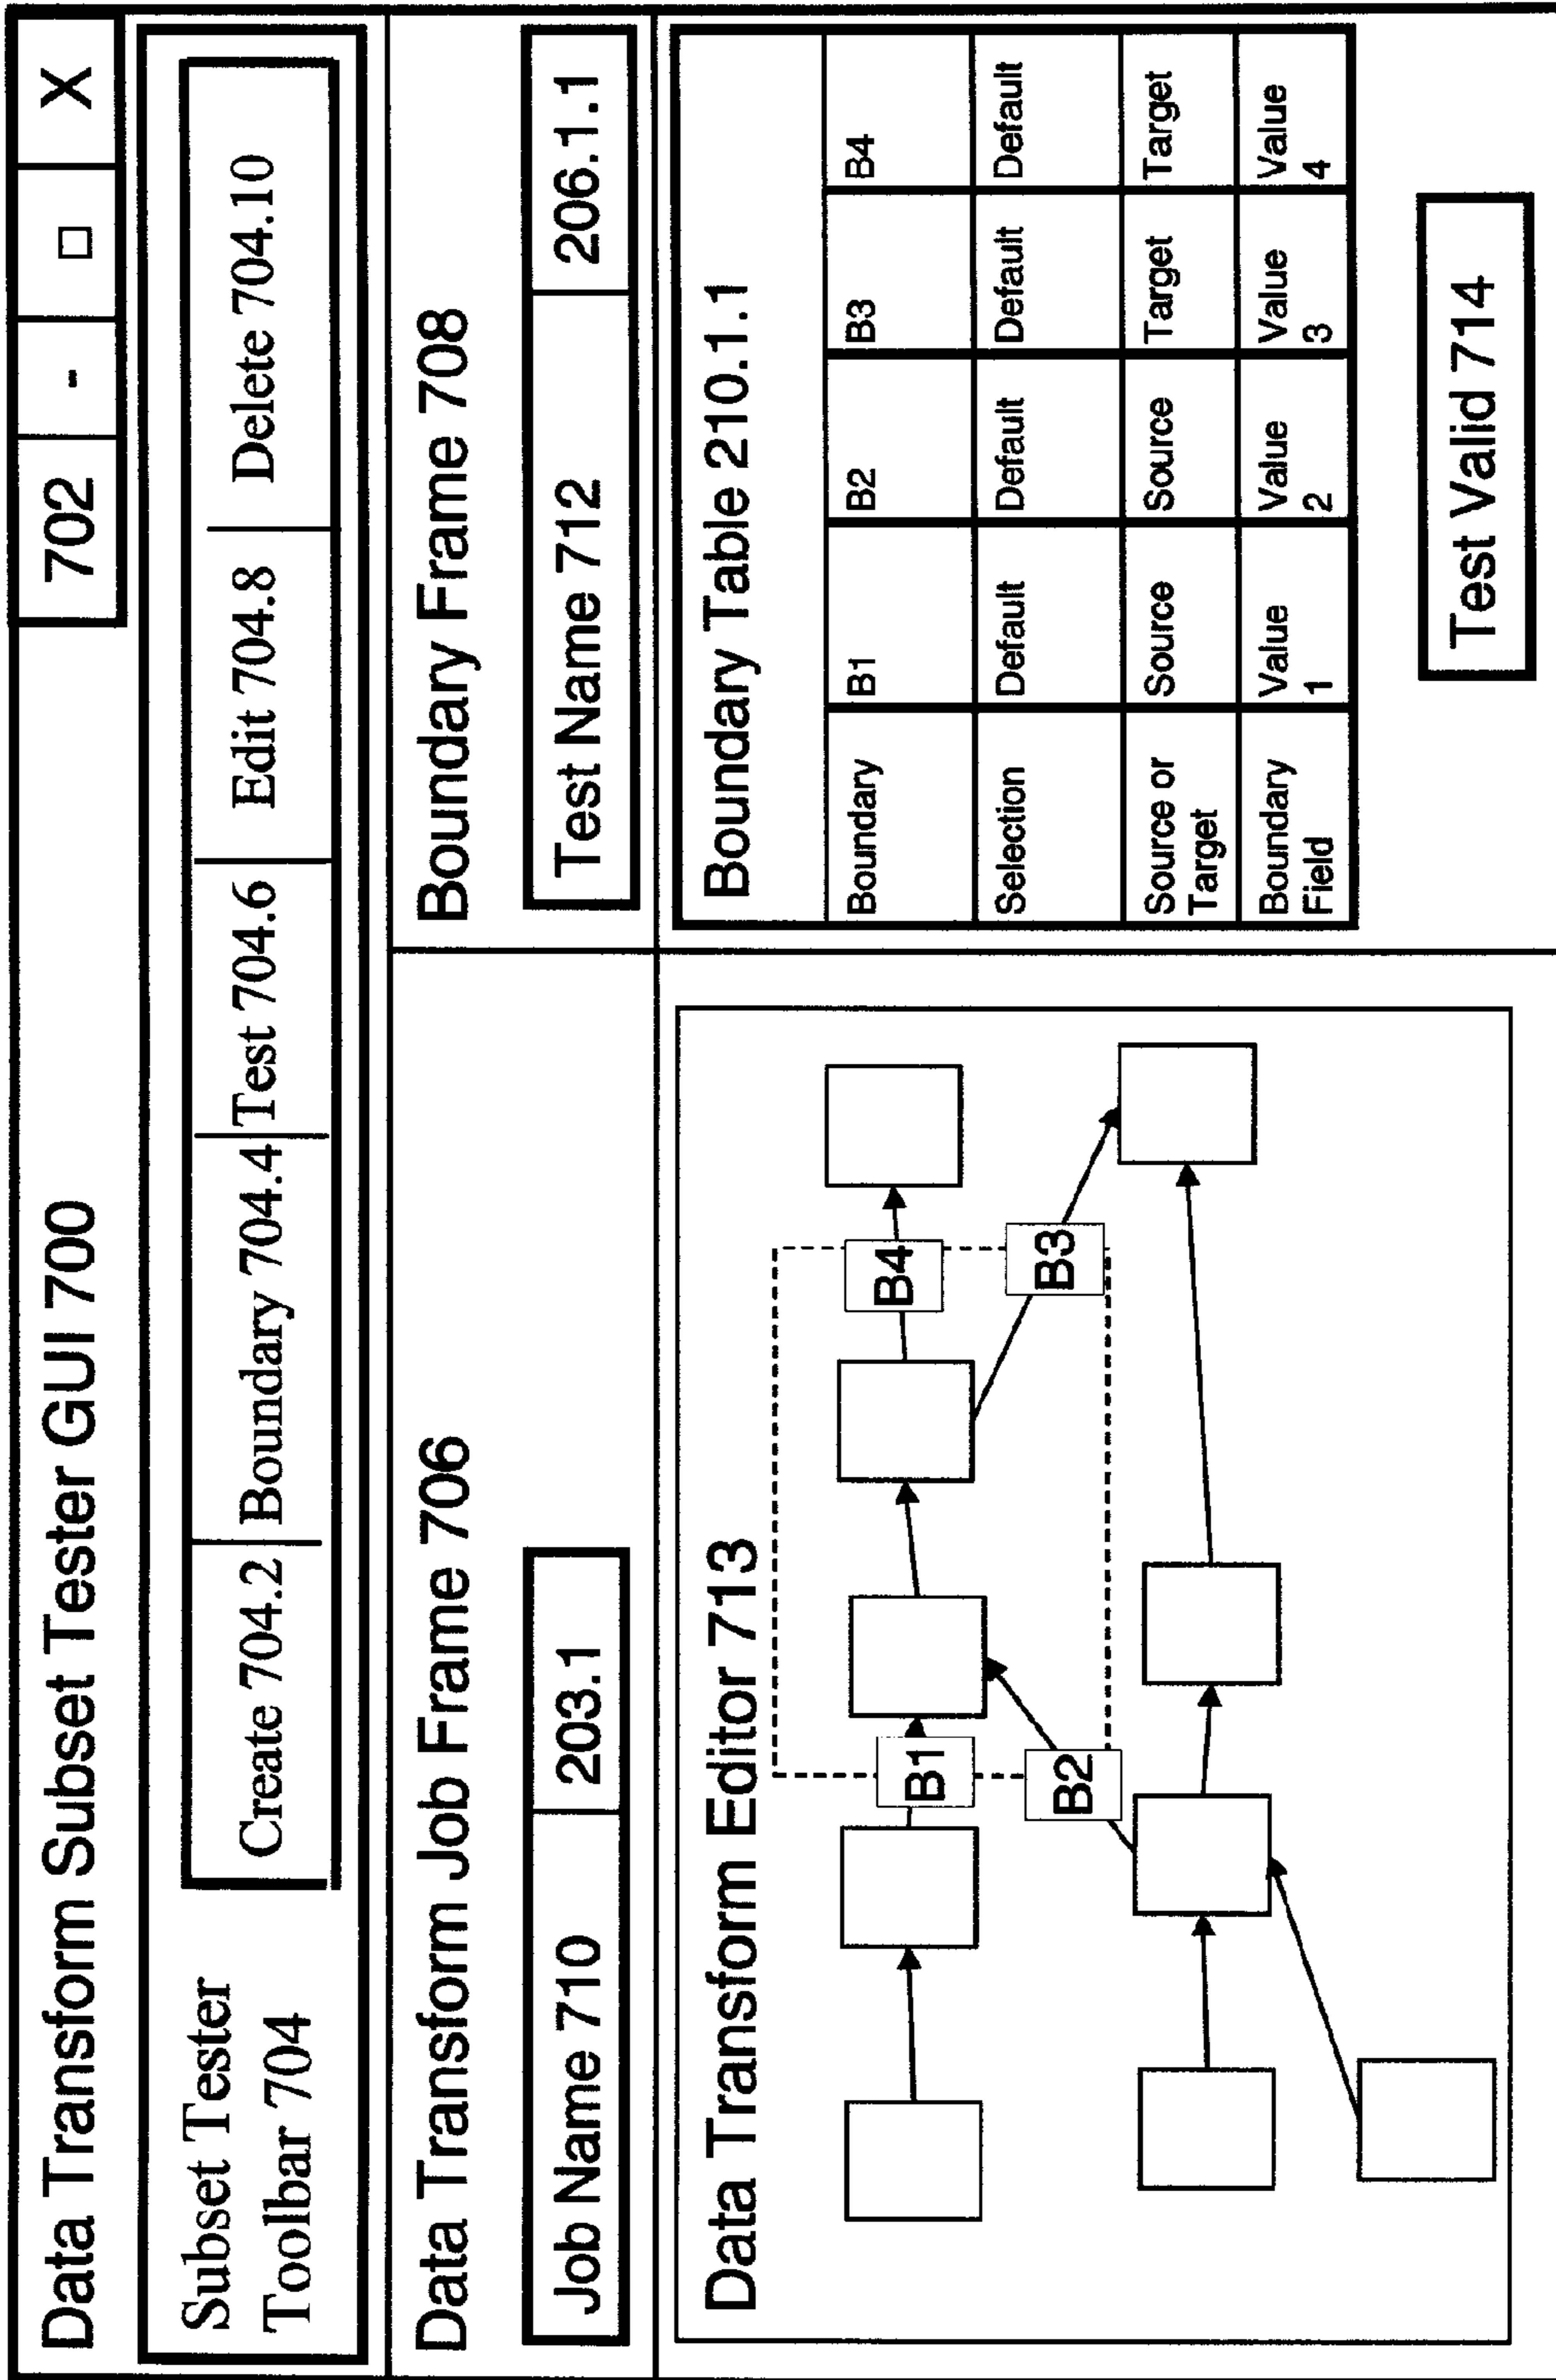 Data Transform Subset Tester GUI 700
702 - □ X
Subset Tester
Toolbar 704
Create 704.2 Boundary 704.4 Test 704.6 Edit 704.8 Delete 704.10
Data Transform Job Frame 706
Job Name 710 203.1
Data Transform Editor 713
B1
B2
B4
B3
Boundary Frame 708
Test Name 712 206.1.1
Boundary Table 210.1.1
Boundary B1 B2 B3 B4
Selection Default Default Default Default
Source or Source Source Target Target
Target
Boundary Value Value Value Value
Field 1 2 3 4
Test Valid 714